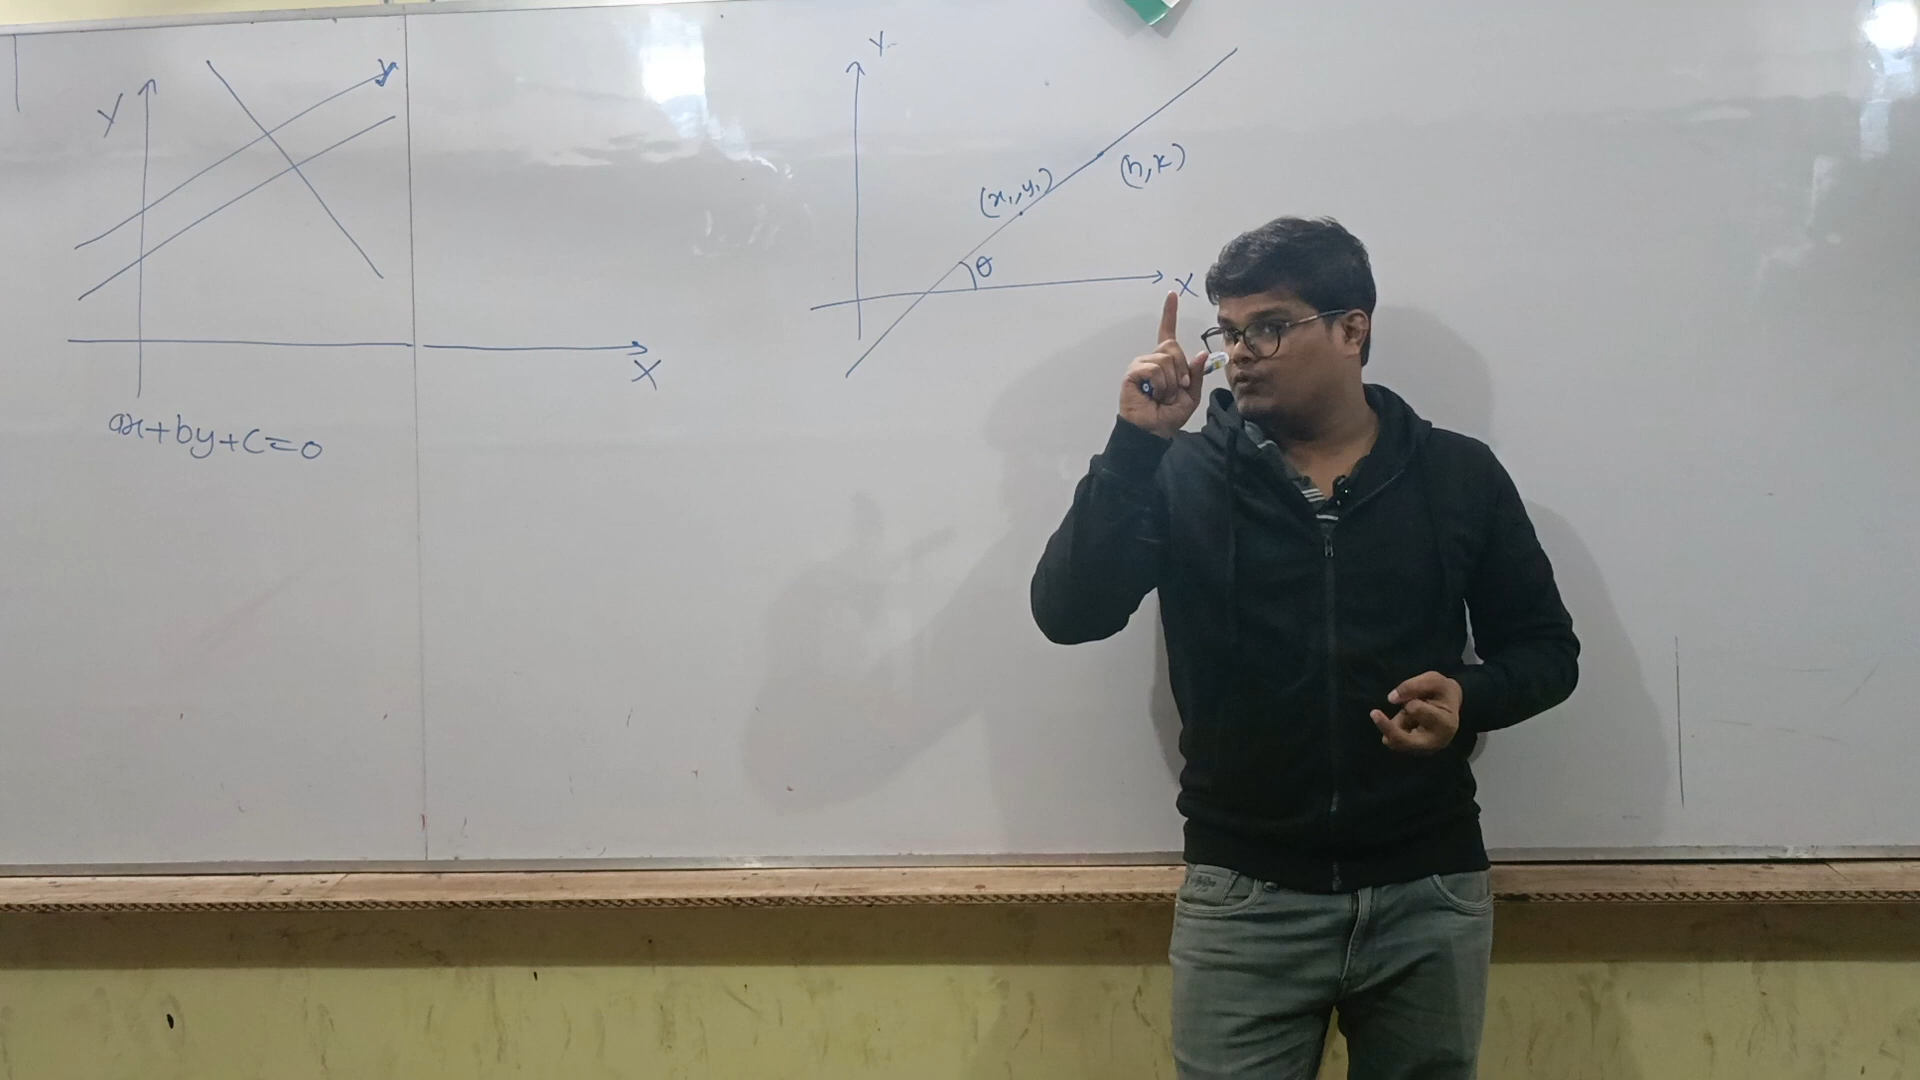 Y
X
ax+by+c=0
Y
(x₁,y₁)
(h,k)
θ
X